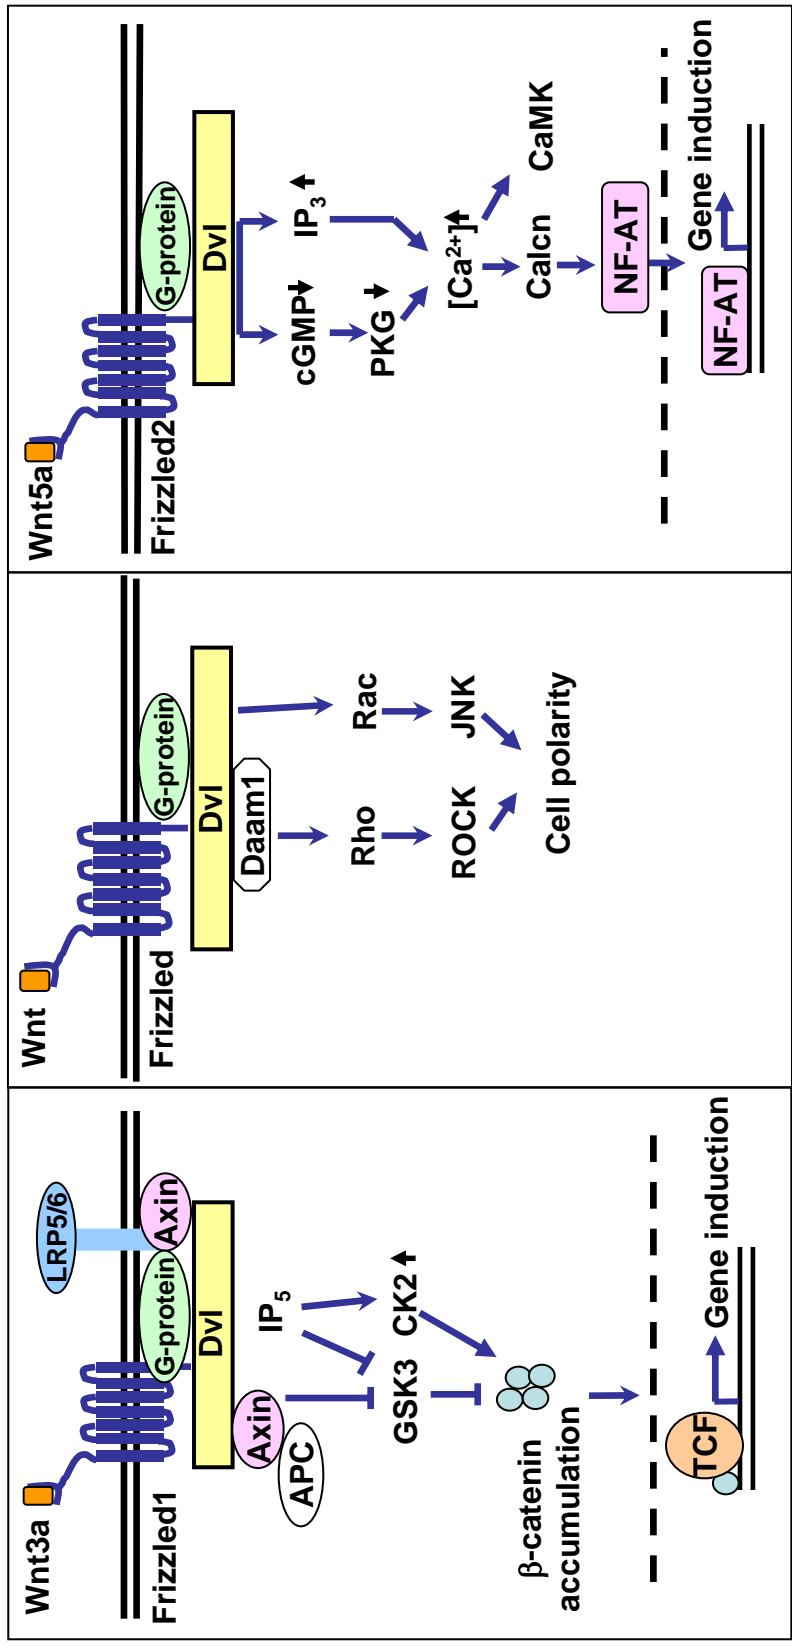 Wnt3a
LRP5/6
Frizzled1
G-protein
Axin
Dvl
Axin
APC
IP5
GSK3
CK2
β-catenin
accumulation
TCF
Gene induction
Wnt
Frizzled
G-protein
Dvl
Daam1
Rho
Rac
ROCK
JNK
Cell polarity
Wnt5a
Frizzled2
G-protein
Dvl
cGMP
IP3
PKG
[Ca2+]
Calcn
CaMK
NF-AT
NF-AT
Gene induction